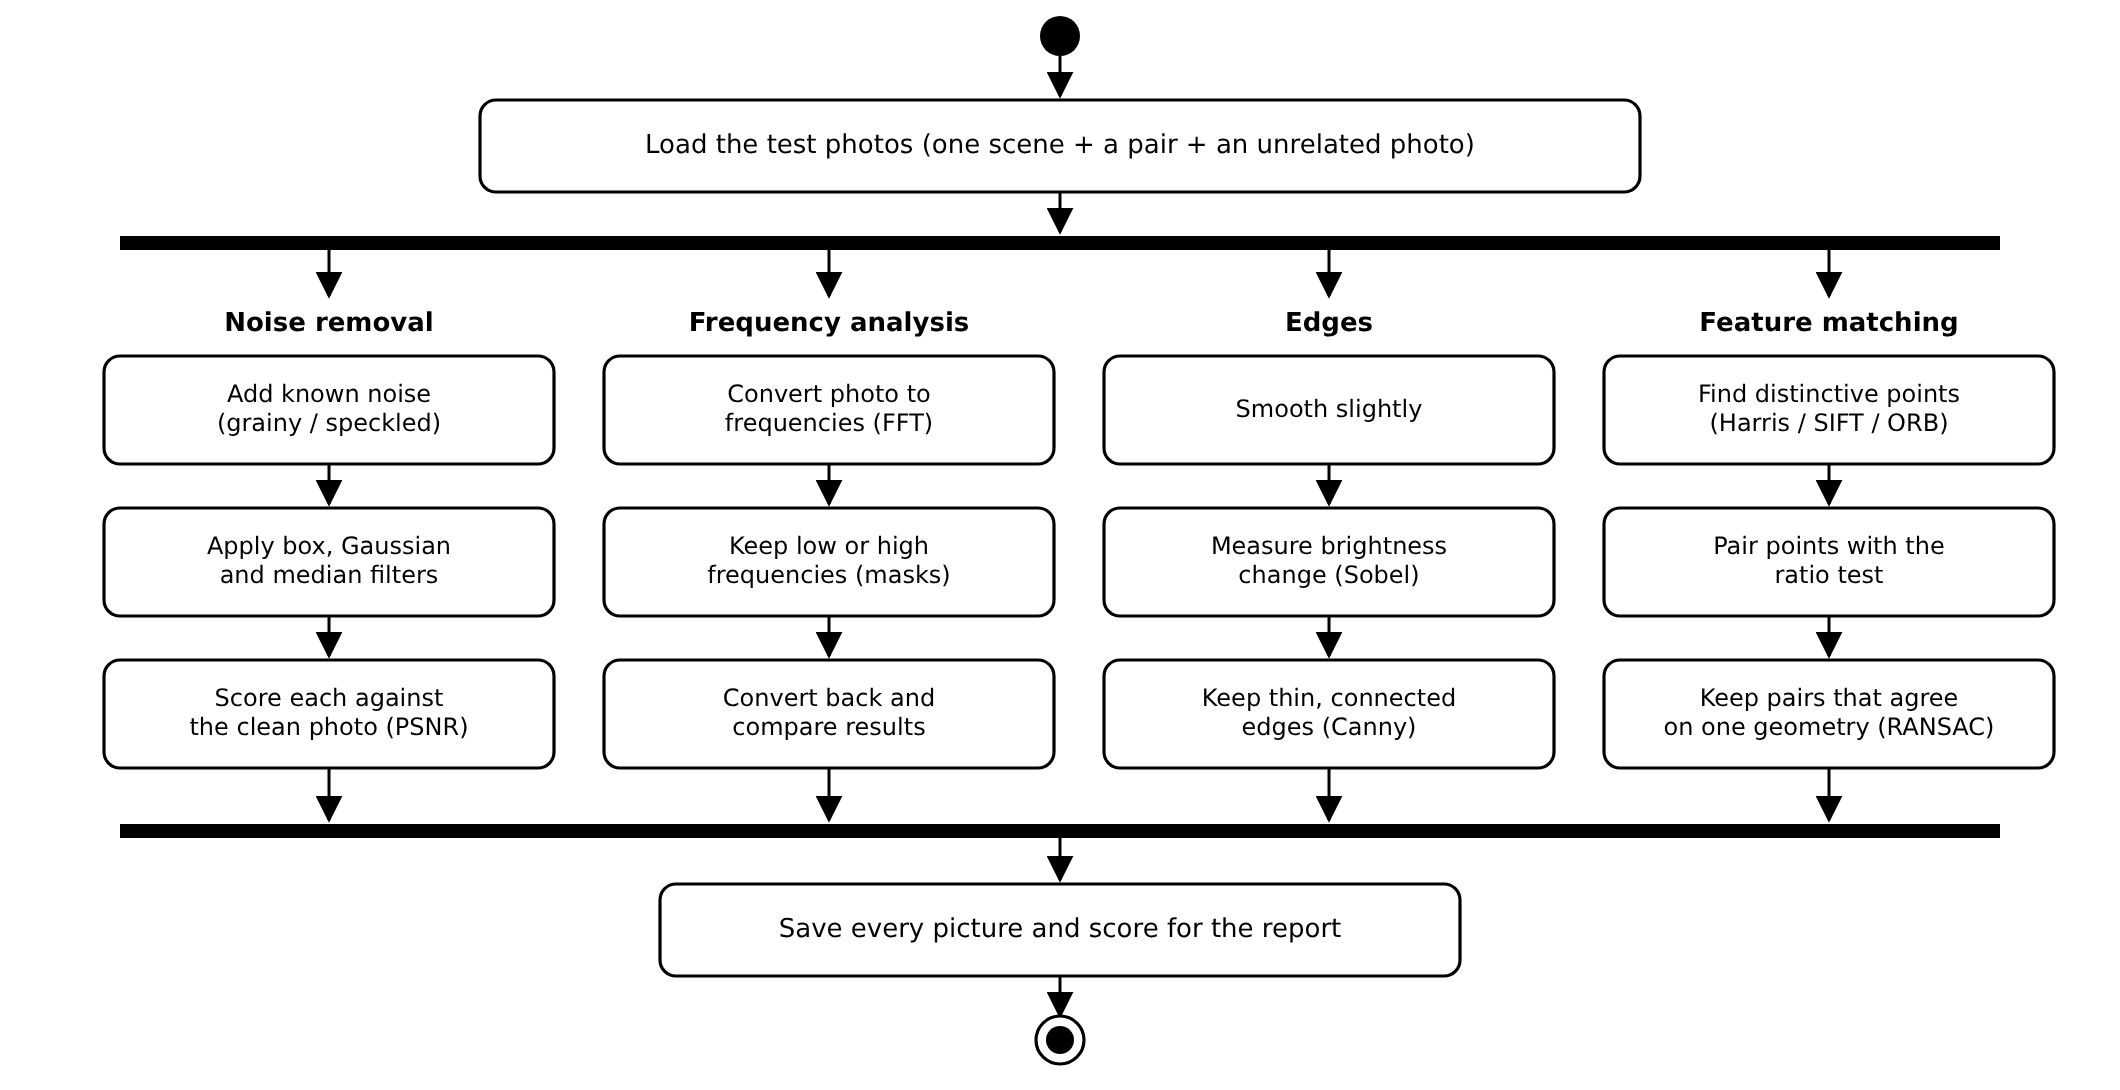 Load the test photos (one scene + a pair + an unrelated photo)
Noise removal
Add known noise
(grainy / speckled)
Apply box, Gaussian
and median filters
Score each against
the clean photo (PSNR)
Frequency analysis
Convert photo to
frequencies (FFT)
Keep low or high
frequencies (masks)
Convert back and
compare results
Edges
Smooth slightly
Measure brightness
change (Sobel)
Keep thin, connected
edges (Canny)
Feature matching
Find distinctive points
(Harris / SIFT / ORB)
Pair points with the
ratio test
Keep pairs that agree
on one geometry (RANSAC)
Save every picture and score for the report